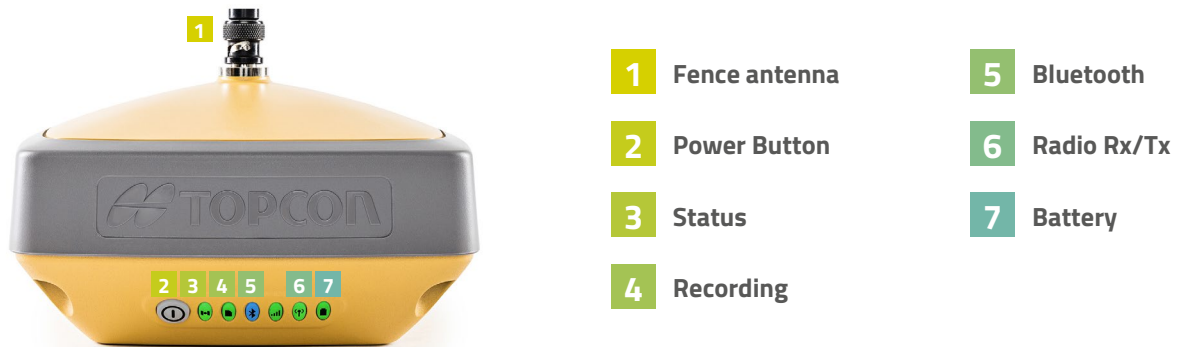 1
TOPCON
2 3 4 5 6 7
1 Fence antenna
2 Power Button
3 Status
4 Recording
5 Bluetooth
6 Radio Rx/Tx
7 Battery